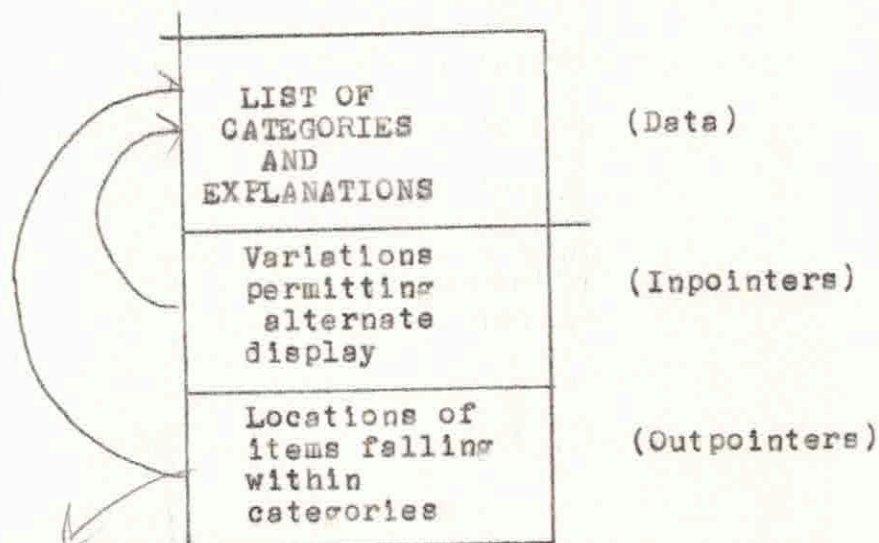 LIST OF
CATEGORIES
AND
EXPLANATIONS
(Data)
Variations
permitting
alternate
display
(Inpointers)
Locations of
items falling
within
categories
(Outpointers)